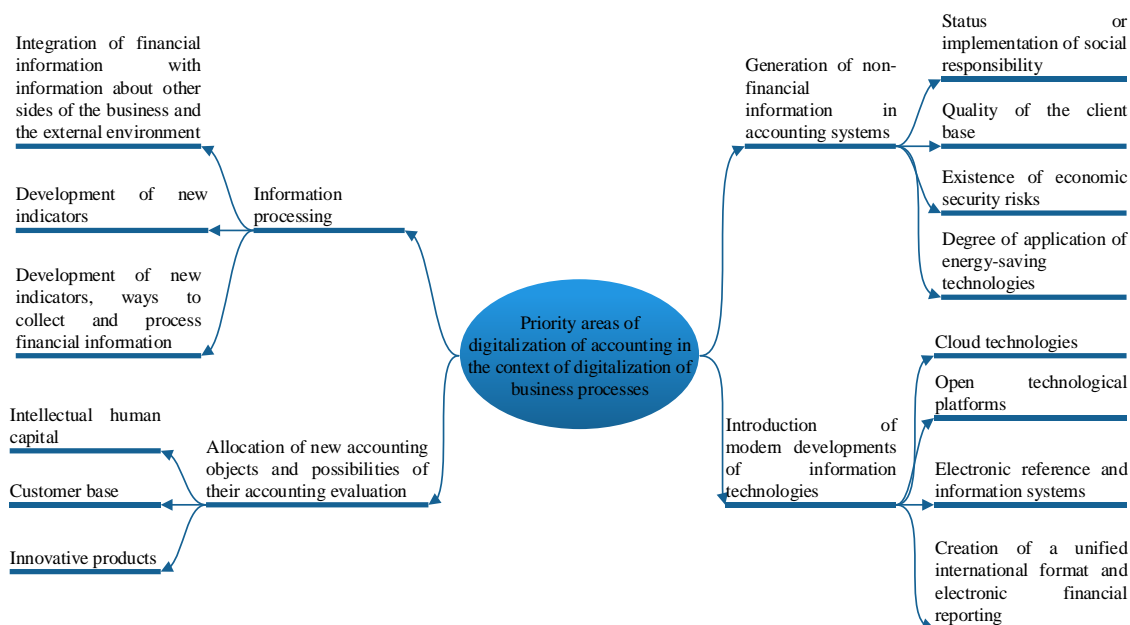 Integration of financial
information with
information about other
sides of the business and
the external environment
Development of new
indicators
Development of new
indicators, ways to
collect and process
financial information
Information
processing
Intellectual human
capital
Customer base
Innovative products
Allocation of new accounting
objects and possibilities of
their accounting evaluation
Priority areas of
digitalization of accounting in
the context of digitalization of
business processes
Generation of non-
financial
information in
accounting systems
Status or
implementation of social
responsibility
Quality of the client
base
Existence of economic
security risks
Degree of application of
energy-saving
technologies
Introduction of
modern developments
of information
technologies
Cloud technologies
Open technological
platforms
Electronic reference and
information systems
Creation of a unified
international format and
electronic financial
reporting